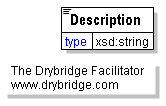 Description
type xsd:string
The Drybridge Facilitator
www.drybridge.com